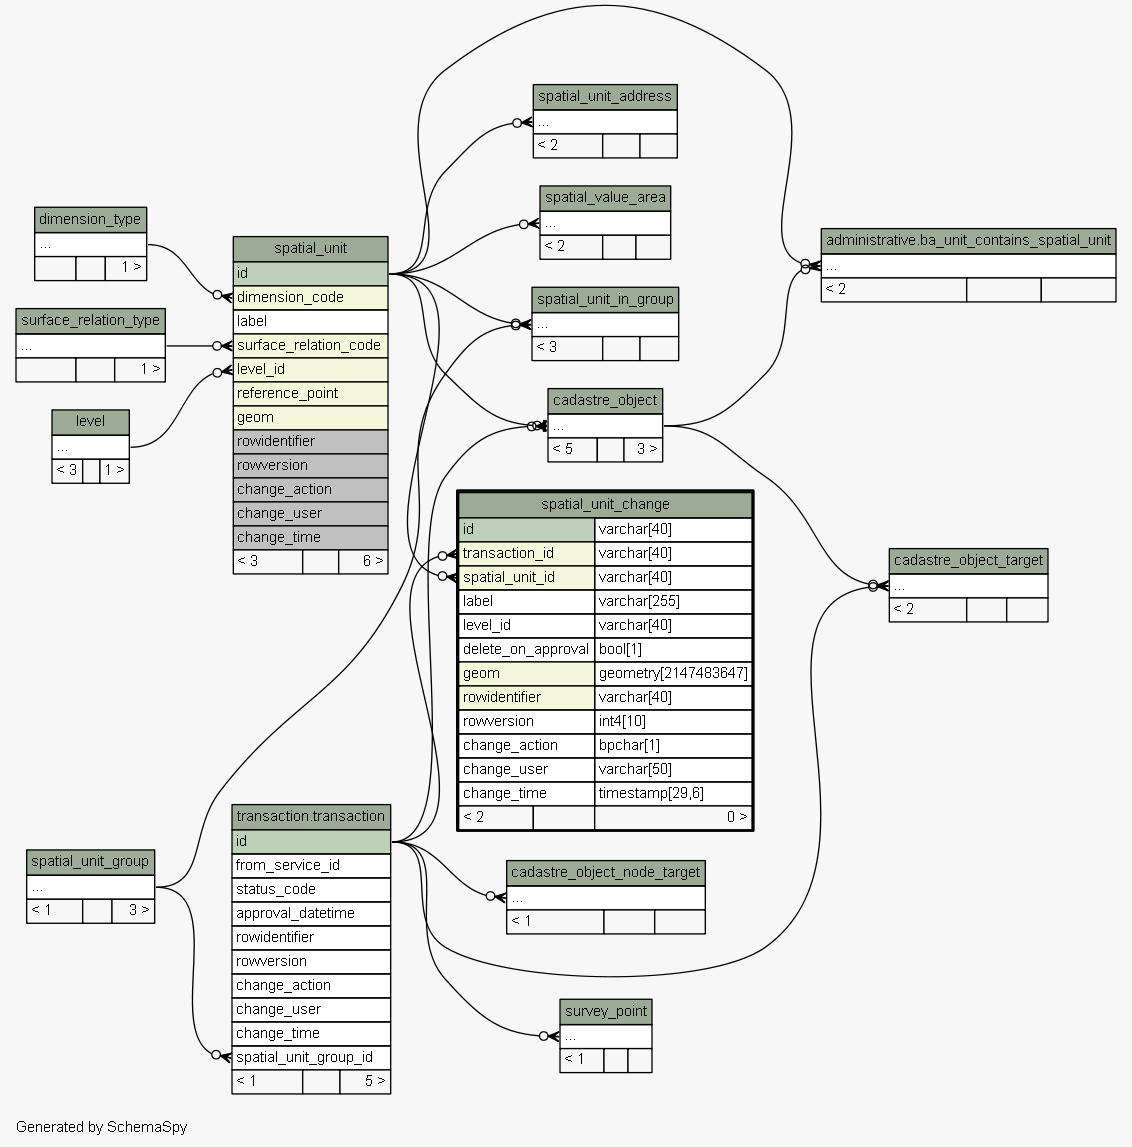 spatial_unit_address
...
< 2
spatial_value_area
...
< 2
dimension_type
...
1 >
administrative.ba_unit_contains_spatial_unit
...
< 2
spatial_unit
id
dimension_code
label
surface_relation_code
level_id
reference_point
geom
rowidentifier
rowversion
change_action
change_user
change_time
< 3 6 >
spatial_unit_in_group
...
< 3
surface_relation_type
...
1 >
cadastre_object
...
< 5 3 >
level
...
< 3 1 >
spatial_unit_change
id varchar[40]
transaction_id varchar[40]
spatial_unit_id varchar[40]
label varchar[255]
level_id varchar[40]
delete_on_approval bool[1]
geom geometry[2147483647]
rowidentifier varchar[40]
rowversion int4[10]
change_action bpchar[1]
change_user varchar[50]
change_time timestamp[29,6]
< 2 0 >
cadastre_object_target
...
< 2
transaction.transaction
id
from_service_id
status_code
approval_datetime
rowidentifier
rowversion
change_action
change_user
change_time
spatial_unit_group_id
< 1 5 >
spatial_unit_group
...
< 1 3 >
cadastre_object_node_target
...
< 1
survey_point
...
< 1
Generated by SchemaSpy